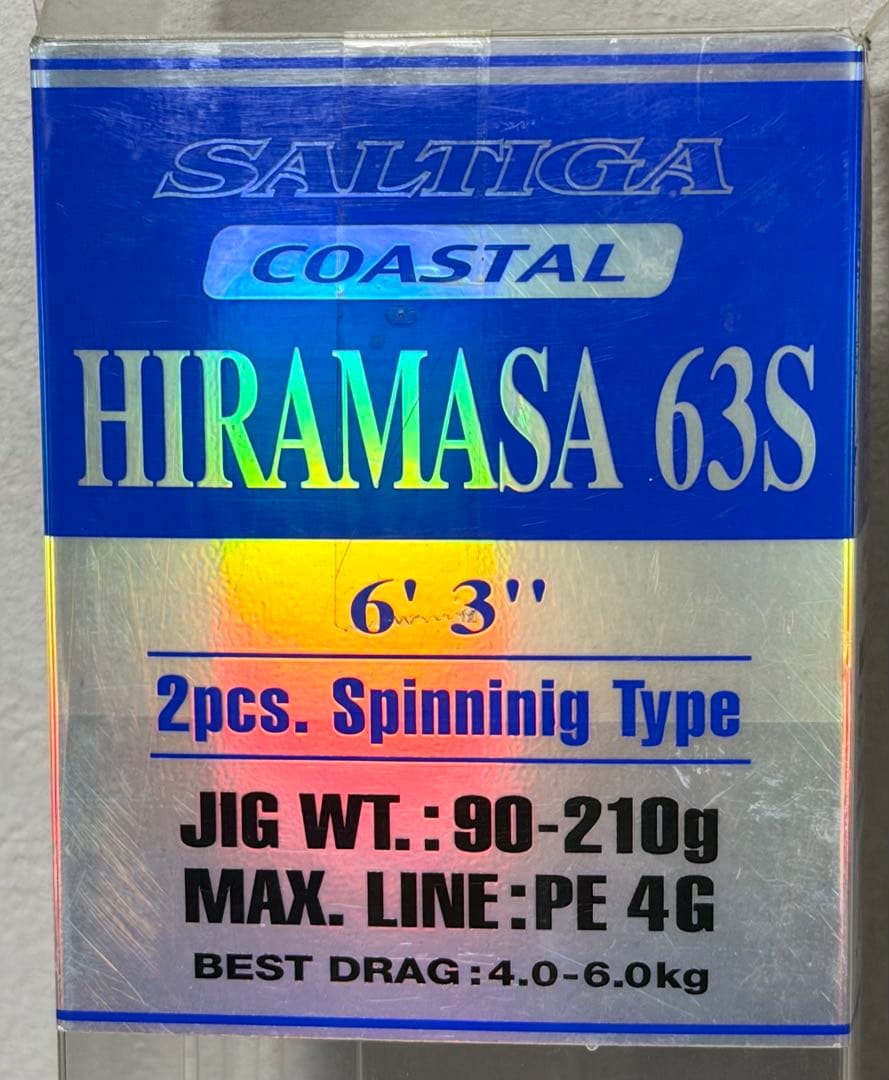 SALTIGA
COASTAL
HIRAMASA 63S
6' 3''
2pcs. Spinninig Type
JIG WT.:90-210g
MAX. LINE:PE 4G
BEST DRAG:4.0-6.0kg